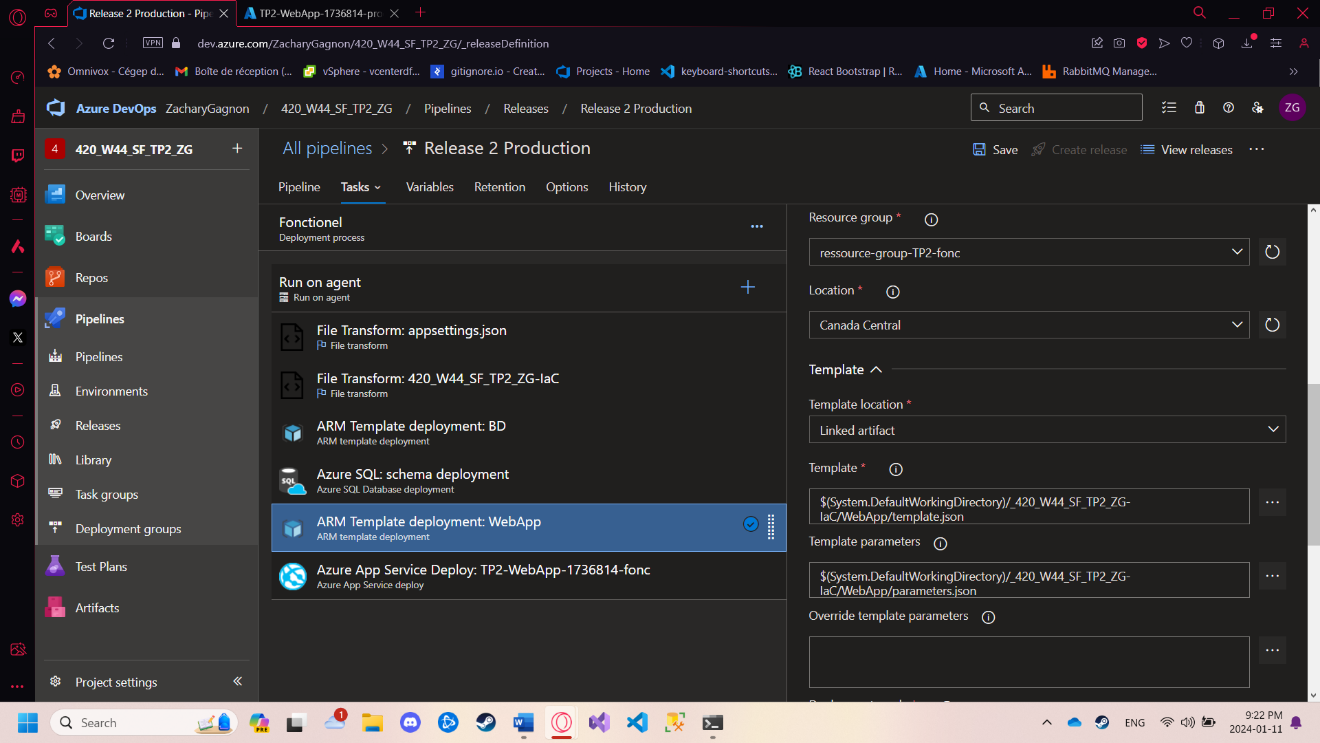 Release 2 Production - Pipe
TP2-WebApp-1736814-pro
VPN
dev.azure.com/ZacharyGagnon/420_W44_SF_TP2_ZG/_releaseDefinition
Omnivox - Cégep d...
Boîte de réception (...
vSphere - vcenterdf...
gitignore.io - Creat...
Projects - Home
keyboard-shortcuts...
React Bootstrap | R...
Home - Microsoft A...
RabbitMQ Manage...
Azure DevOps ZacharyGagnon / 420_W44_SF_TP2_ZG / Pipelines / Releases / Release 2 Production
Search
ZG
4 420_W44_SF_TP2_ZG
Overview
Boards
Repos
Pipelines
Pipelines
Environments
Releases
Library
Task groups
Deployment groups
Test Plans
Artifacts
Project settings
All pipelines > Release 2 Production
Save
Create release
View releases
Pipeline
Tasks
Variables
Retention
Options
History
Fonctionel
Deployment process
Run on agent
Run on agent
File Transform: appsettings.json
File transform
File Transform: 420_W44_SF_TP2_ZG-IaC
File transform
ARM Template deployment: BD
ARM template deployment
SQL
Azure SQL: schema deployment
Azure SQL Database deployment
ARM Template deployment: WebApp
ARM template deployment
Azure App Service Deploy: TP2-WebApp-1736814-fonc
Azure App Service deploy
Resource group *
ressource-group-TP2-fonc
Location *
Canada Central
Template
Template location *
Linked artifact
Template *
$(System.DefaultWorkingDirectory)/_420_W44_SF_TP2_ZG-
IaC/WebApp/template.json
Template parameters
$(System.DefaultWorkingDirectory)/_420_W44_SF_TP2_ZG-
IaC/WebApp/parameters.json
Override template parameters
Search
PRE
1
ENG
9:22 PM
2024-01-11